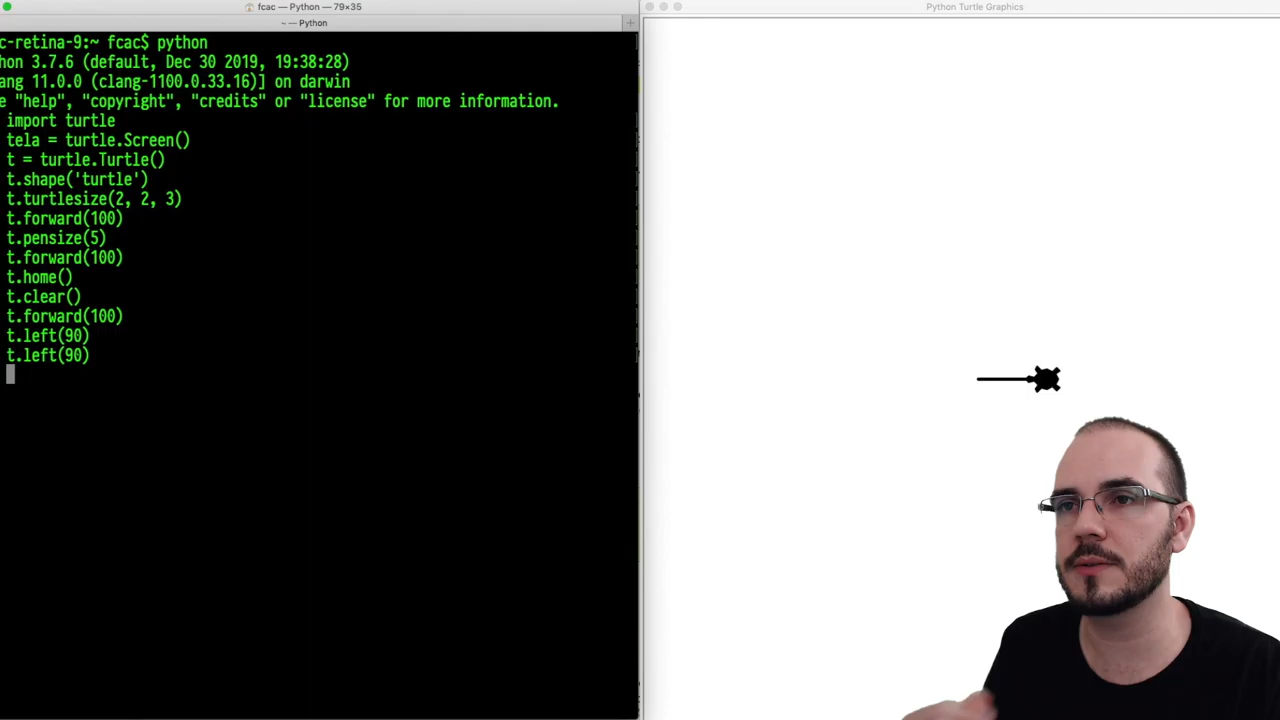 fcac — Python — 79×35
~ — Python
Python Turtle Graphics
c-retina-9:~ fcac$ python
hon 3.7.6 (default, Dec 30 2019, 19:38:28)
ang 11.0.0 (clang-1100.0.33.16)] on darwin
e "help", "copyright", "credits" or "license" for more information.
import turtle
tela = turtle.Screen()
t = turtle.Turtle()
t.shape('turtle')
t.turtlesize(2, 2, 3)
t.forward(100)
t.pensize(5)
t.forward(100)
t.home()
t.clear()
t.forward(100)
t.left(90)
t.left(90)